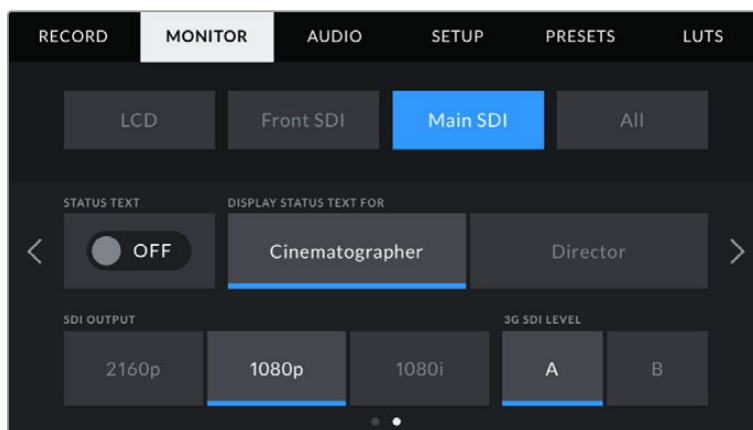 RECORD MONITOR AUDIO SETUP PRESETS LUTS
LCD Front SDI Main SDI All
STATUS TEXT DISPLAY STATUS TEXT FOR
OFF Cinematographer Director
SDI OUTPUT 3G SDI LEVEL
2160p 1080p 1080i A B